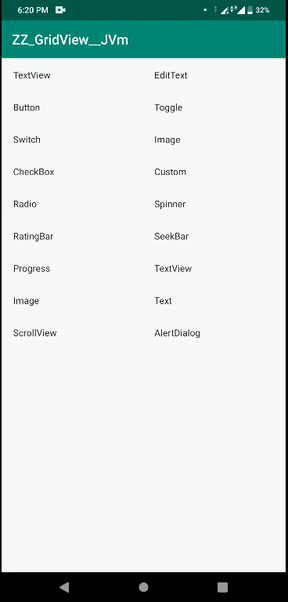 6:20 PM 32%
ZZ_GridView__JVm
TextView EditText
Button Toggle
Switch Image
CheckBox Custom
Radio Spinner
RatingBar SeekBar
Progress TextView
Image Text
ScrollView AlertDialog